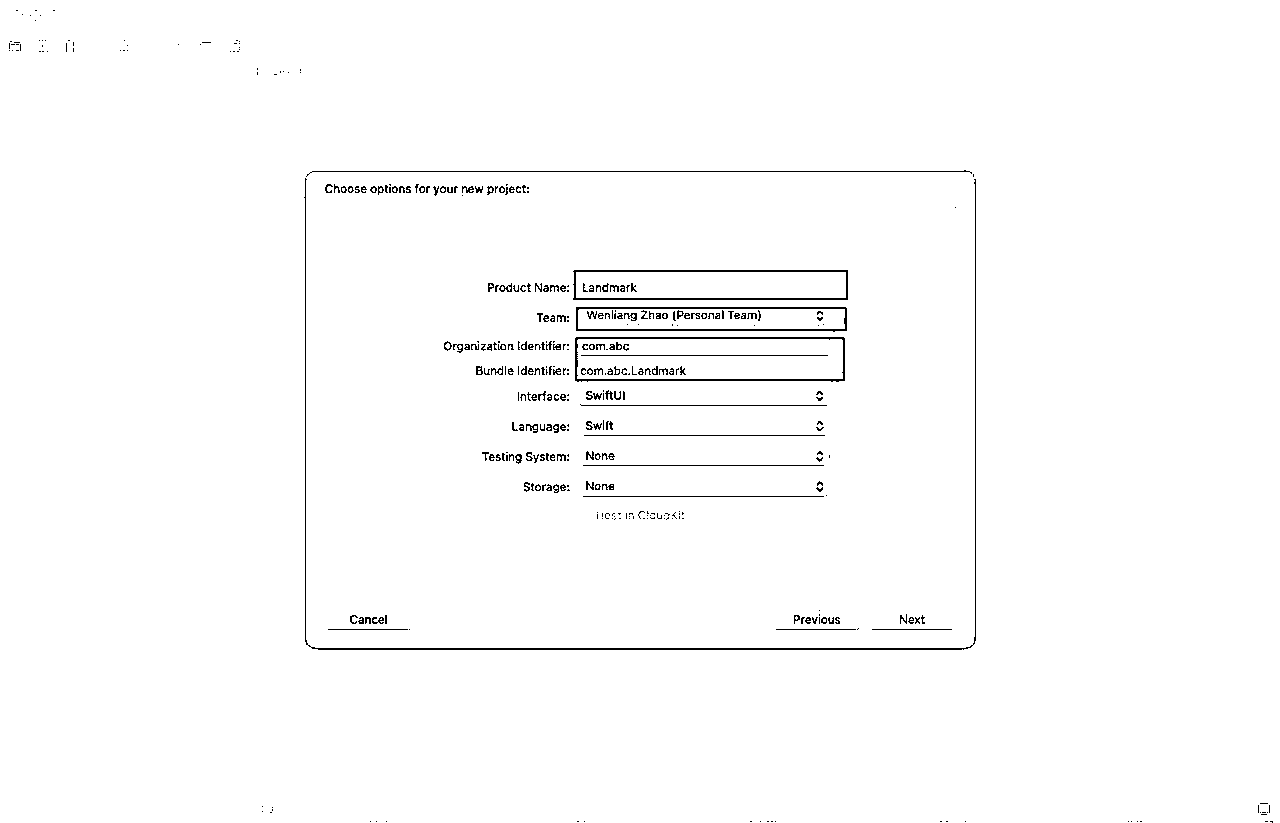 Choose options for your new project:
Product Name: Landmark
Team: Wenliang Zhao (Personal Team)
Organization Identifier: com.abc
Bundle Identifier: com.abc.Landmark
Interface: SwiftUI
Language: Swift
Testing System: None
Storage: None
Host in CloudKit
Cancel Previous Next